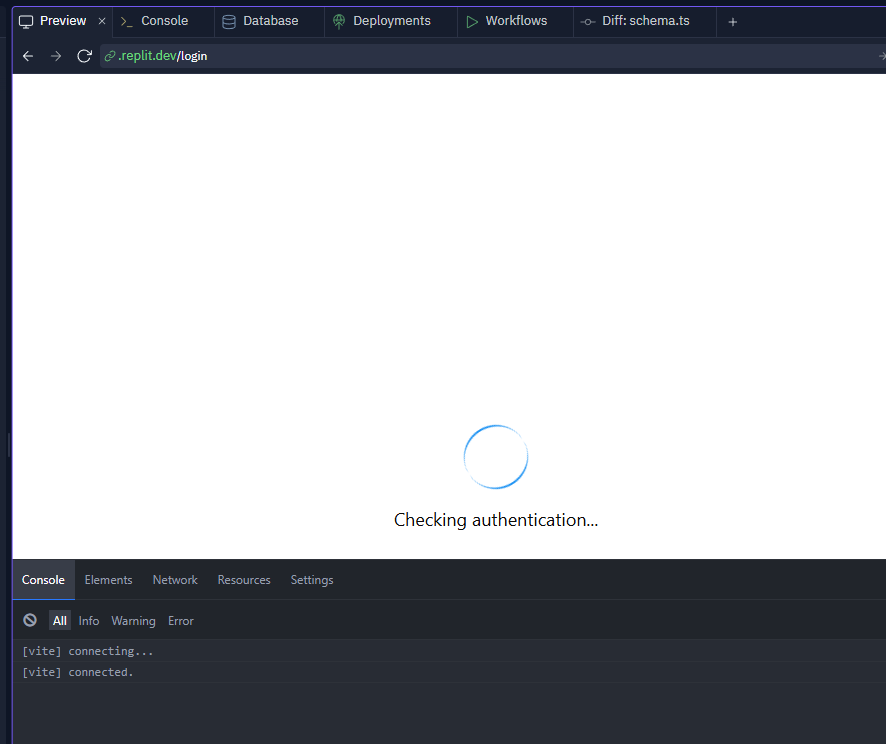 Preview × Console Database Deployments Workflows Diff: schema.ts +
.replit.dev/login
Checking authentication...
Console Elements Network Resources Settings
All Info Warning Error
[vite] connecting...
[vite] connected.